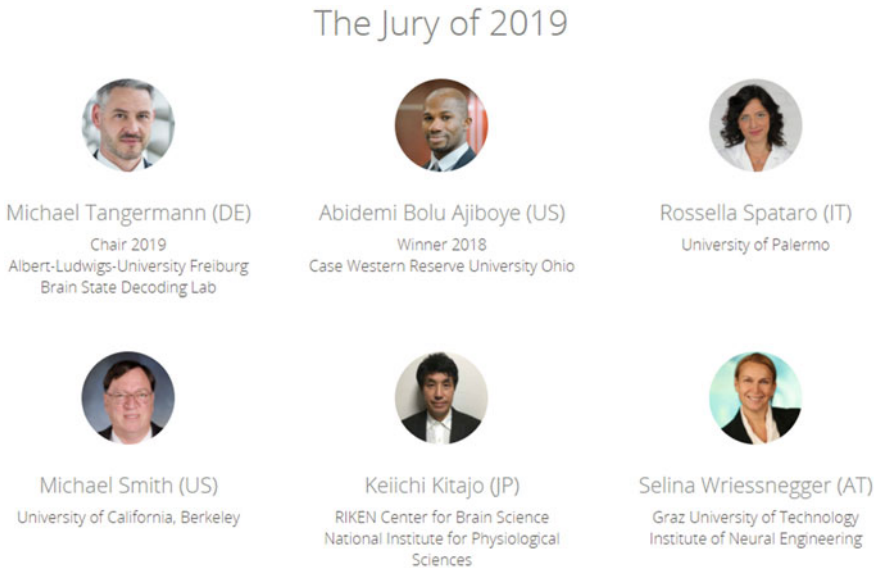 The Jury of 2019
Michael Tangermann (DE)
Chair 2019
Albert-Ludwigs-University Freiburg
Brain State Decoding Lab
Abidemi Bolu Ajiboye (US)
Winner 2018
Case Western Reserve University Ohio
Rossella Spataro (IT)
University of Palermo
Michael Smith (US)
University of California, Berkeley
Keiichi Kitajo (JP)
RIKEN Center for Brain Science
National Institute for Physiological
Sciences
Selina Wriessnegger (AT)
Graz University of Technology
Institute of Neural Engineering